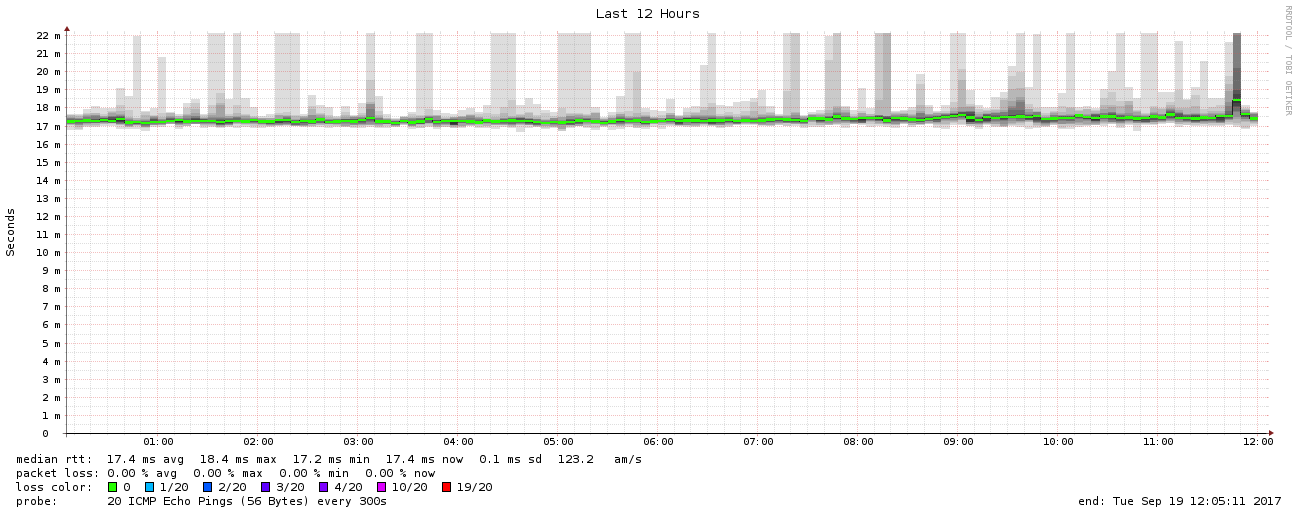 Last 12 Hours
RRDTOOL / TOBI OETIKER
Seconds
22 m
21 m
20 m
19 m
18 m
17 m
16 m
15 m
14 m
13 m
12 m
11 m
10 m
9 m
8 m
7 m
6 m
5 m
4 m
3 m
2 m
1 m
0
01:00 02:00 03:00 04:00 05:00 06:00 07:00 08:00 09:00 10:00 11:00 12:00
median rtt: 17.4 ms avg 18.4 ms max 17.2 ms min 17.4 ms now 0.1 ms sd 123.2 am/s
packet loss: 0.00 % avg 0.00 % max 0.00 % min 0.00 % now
loss color: 0 1/20 2/20 3/20 4/20 10/20 19/20
probe: 20 ICMP Echo Pings (56 Bytes) every 300s end: Tue Sep 19 12:05:11 2017